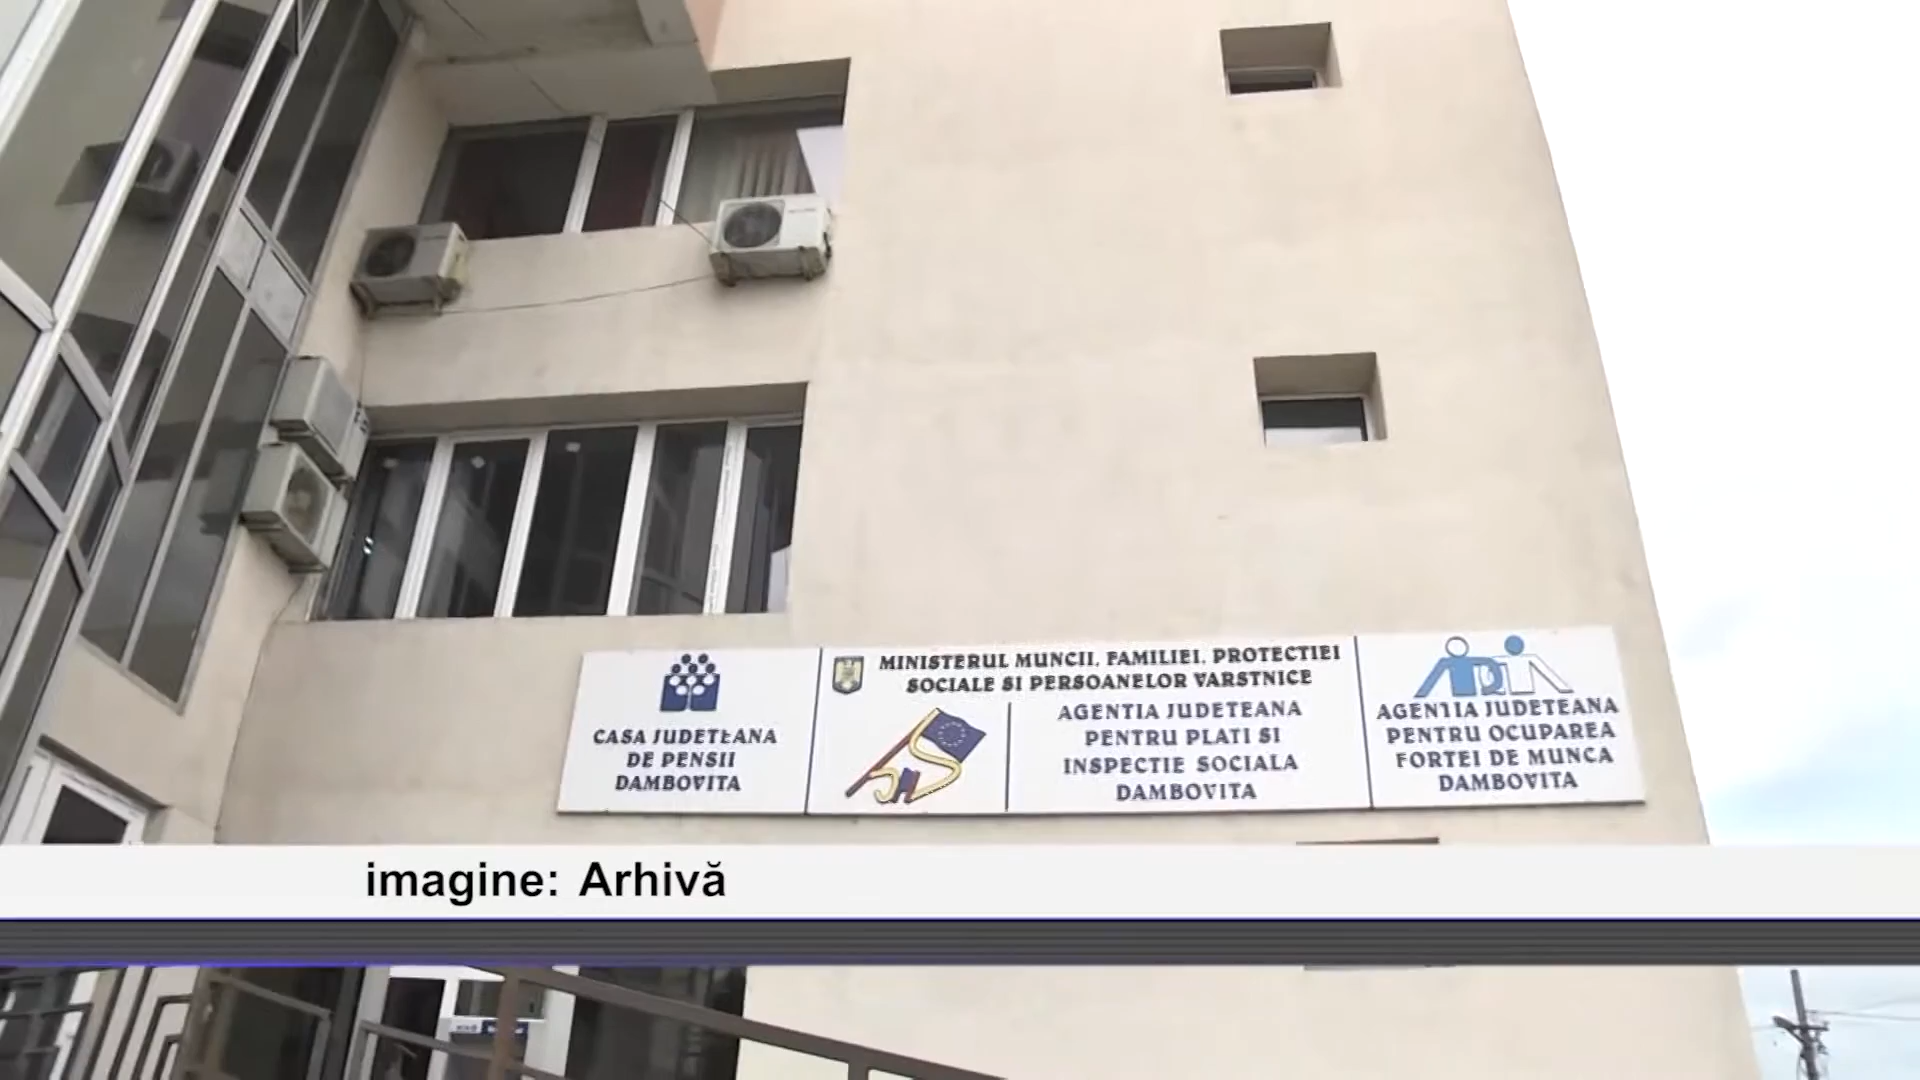 CASA JUDETEANA
DE PENSII
DAMBOVITA
MINISTERUL MUNCII, FAMILIEI, PROTECTIEI
SOCIALE SI PERSOANELOR VARSTNICE
AGENTIA JUDETEANA
PENTRU PLATI SI
INSPECTIE SOCIALA
DAMBOVITA
AGENTIA JUDETEANA
PENTRU OCUPAREA
FORTEI DE MUNCA
DAMBOVITA
imagine: Arhivă